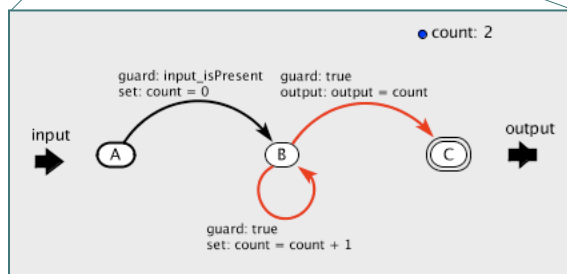 count: 2
guard: input_isPresent
set: count = 0
guard: true
output: output = count
input
output
A
B
C
guard: true
set: count = count + 1